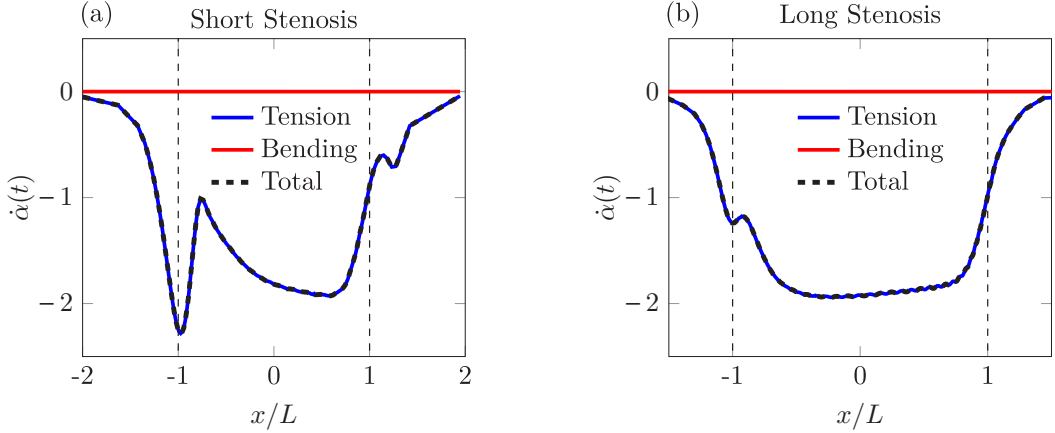 (a)
Short Stenosis
0
−1
−2
α̇(t)
Tension
Bending
Total
-2
-1
0
1
2
x/L
(b)
Long Stenosis
0
−1
−2
α̇(t)
Tension
Bending
Total
-1
0
1
x/L